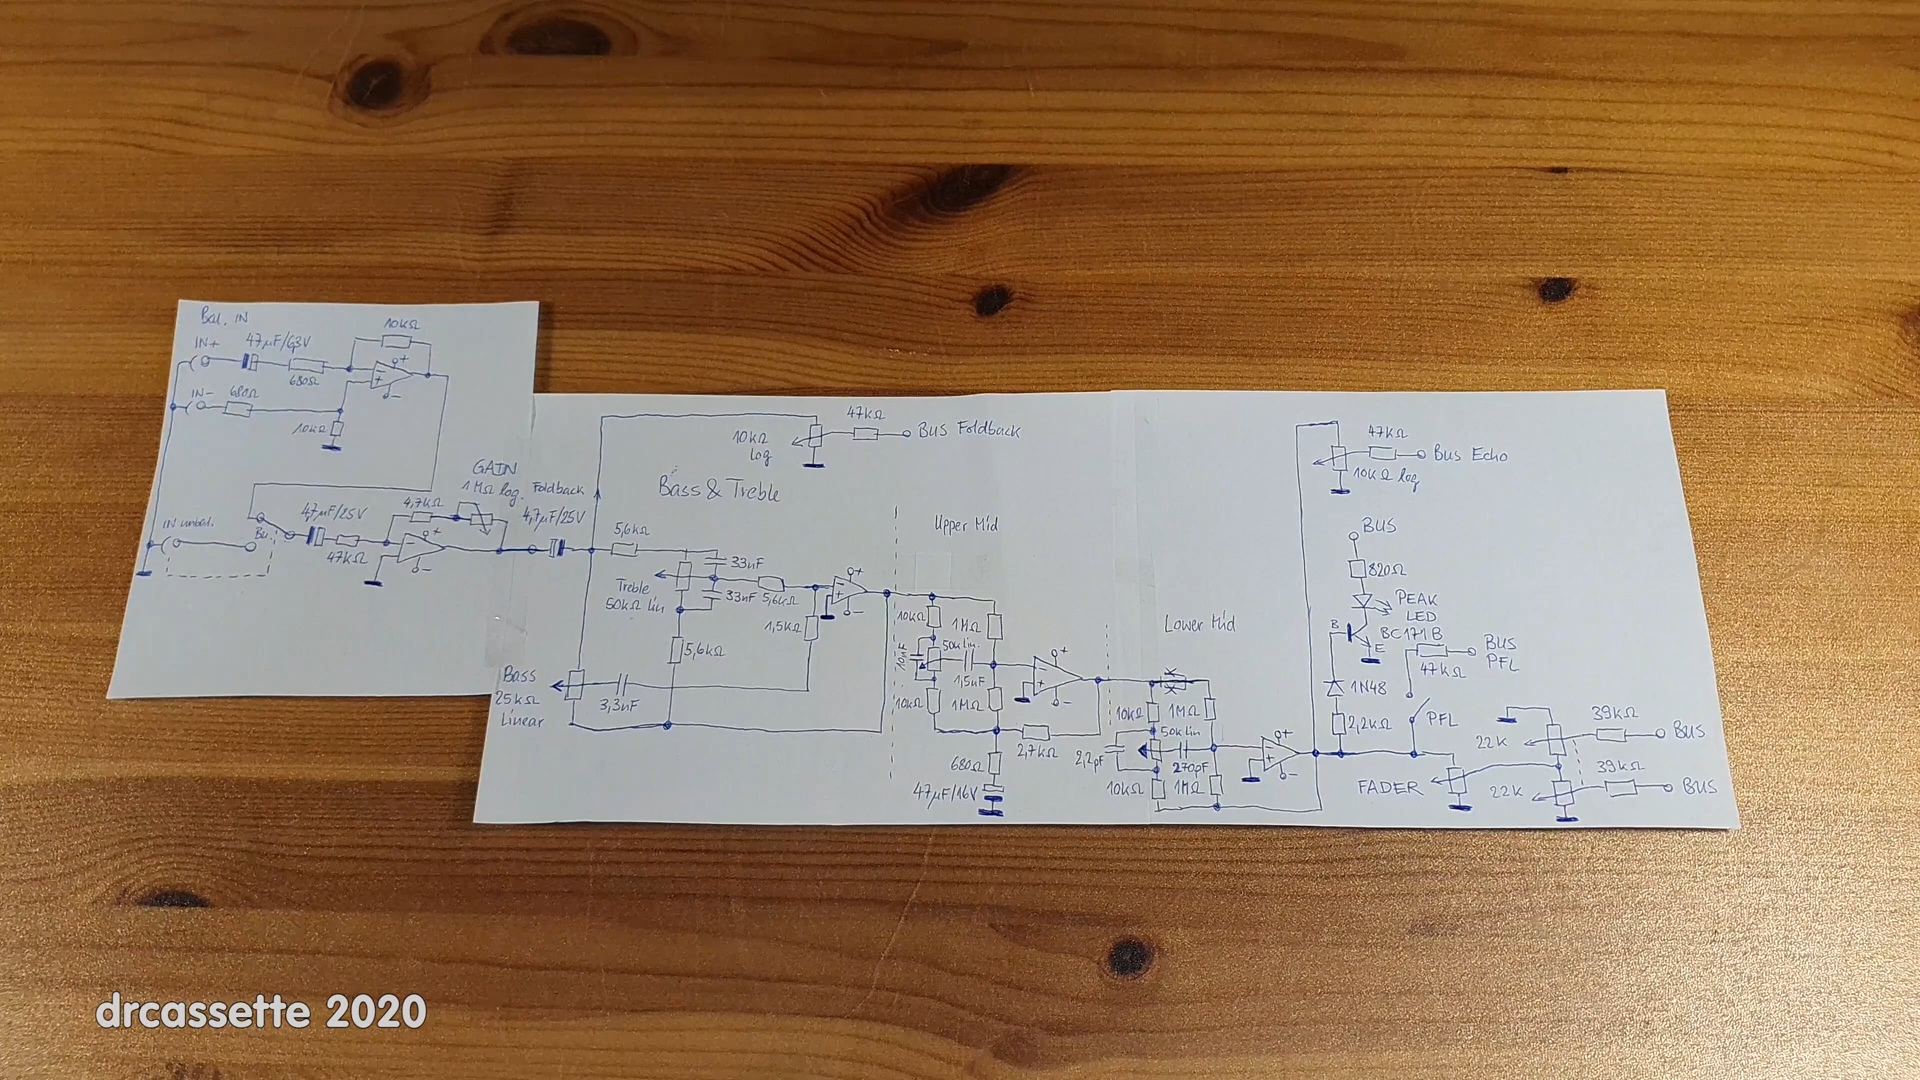 Bal. IN
IN+
47µF/63V
680Ω
10kΩ
+
-
IN-
680Ω
10kΩ
IN unbal.
Bu.
47µF/25V
47kΩ
4,7kΩ
GAIN
1MΩ log.
+
-
Foldback
4,7µF/25V
10kΩ
log
47kΩ
BUS Foldback
Bass & Treble
5,6kΩ
Treble
50kΩ lin
33nF
33nF
5,6kΩ
1,5kΩ
5,6kΩ
+
-
Bass
25kΩ
Linear
3,3nF
Upper Mid
10kΩ
1MΩ
10nF
50k lin.
1,5nF
10kΩ
1MΩ
+
-
2,7kΩ
680Ω
47µF/16V
Lower Mid
10kΩ
1MΩ
50k lin
2,2pF
270pF
10kΩ
1MΩ
+
-
47kΩ
Bus Echo
10kΩ log
BUS
820Ω
PEAK
LED
B
BC171B
E
1N48
2,2kΩ
BUS
PFL
47kΩ
PFL
FADER
22K
39kΩ
BUS
22K
39kΩ
BUS
drcassette 2020